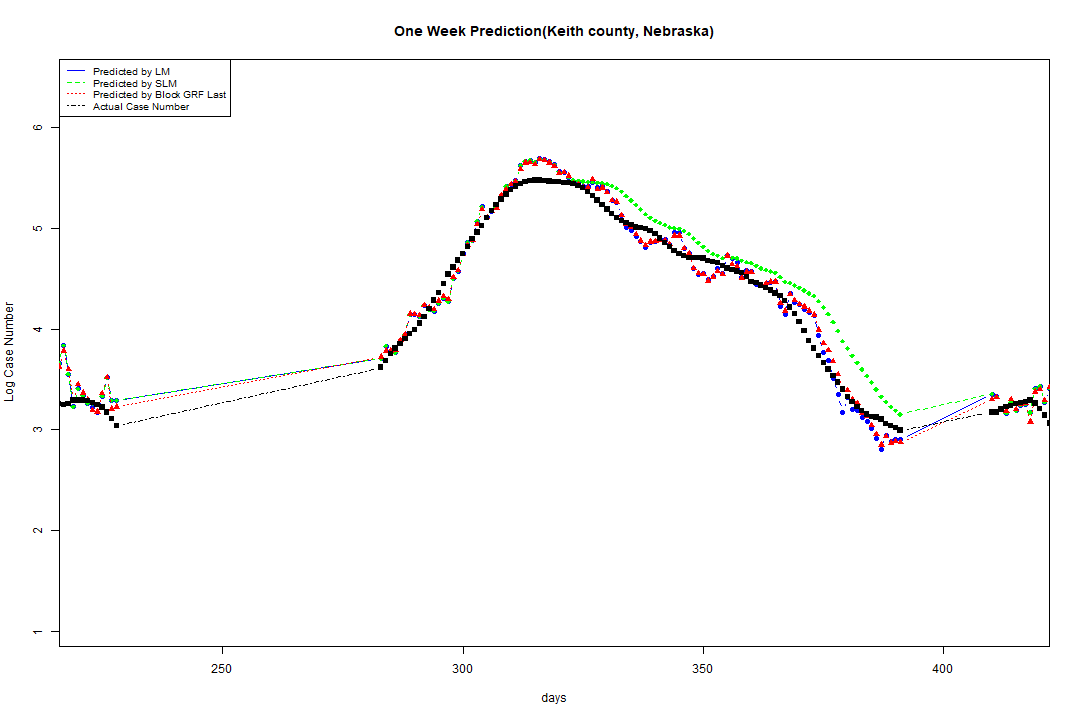 One Week Prediction(Keith county, Nebraska)
Predicted by LM
Predicted by SLM
Predicted by Block GRF Last
Actual Case Number
6
5
4
3
2
1
Log Case Number
250
300
350
400
days